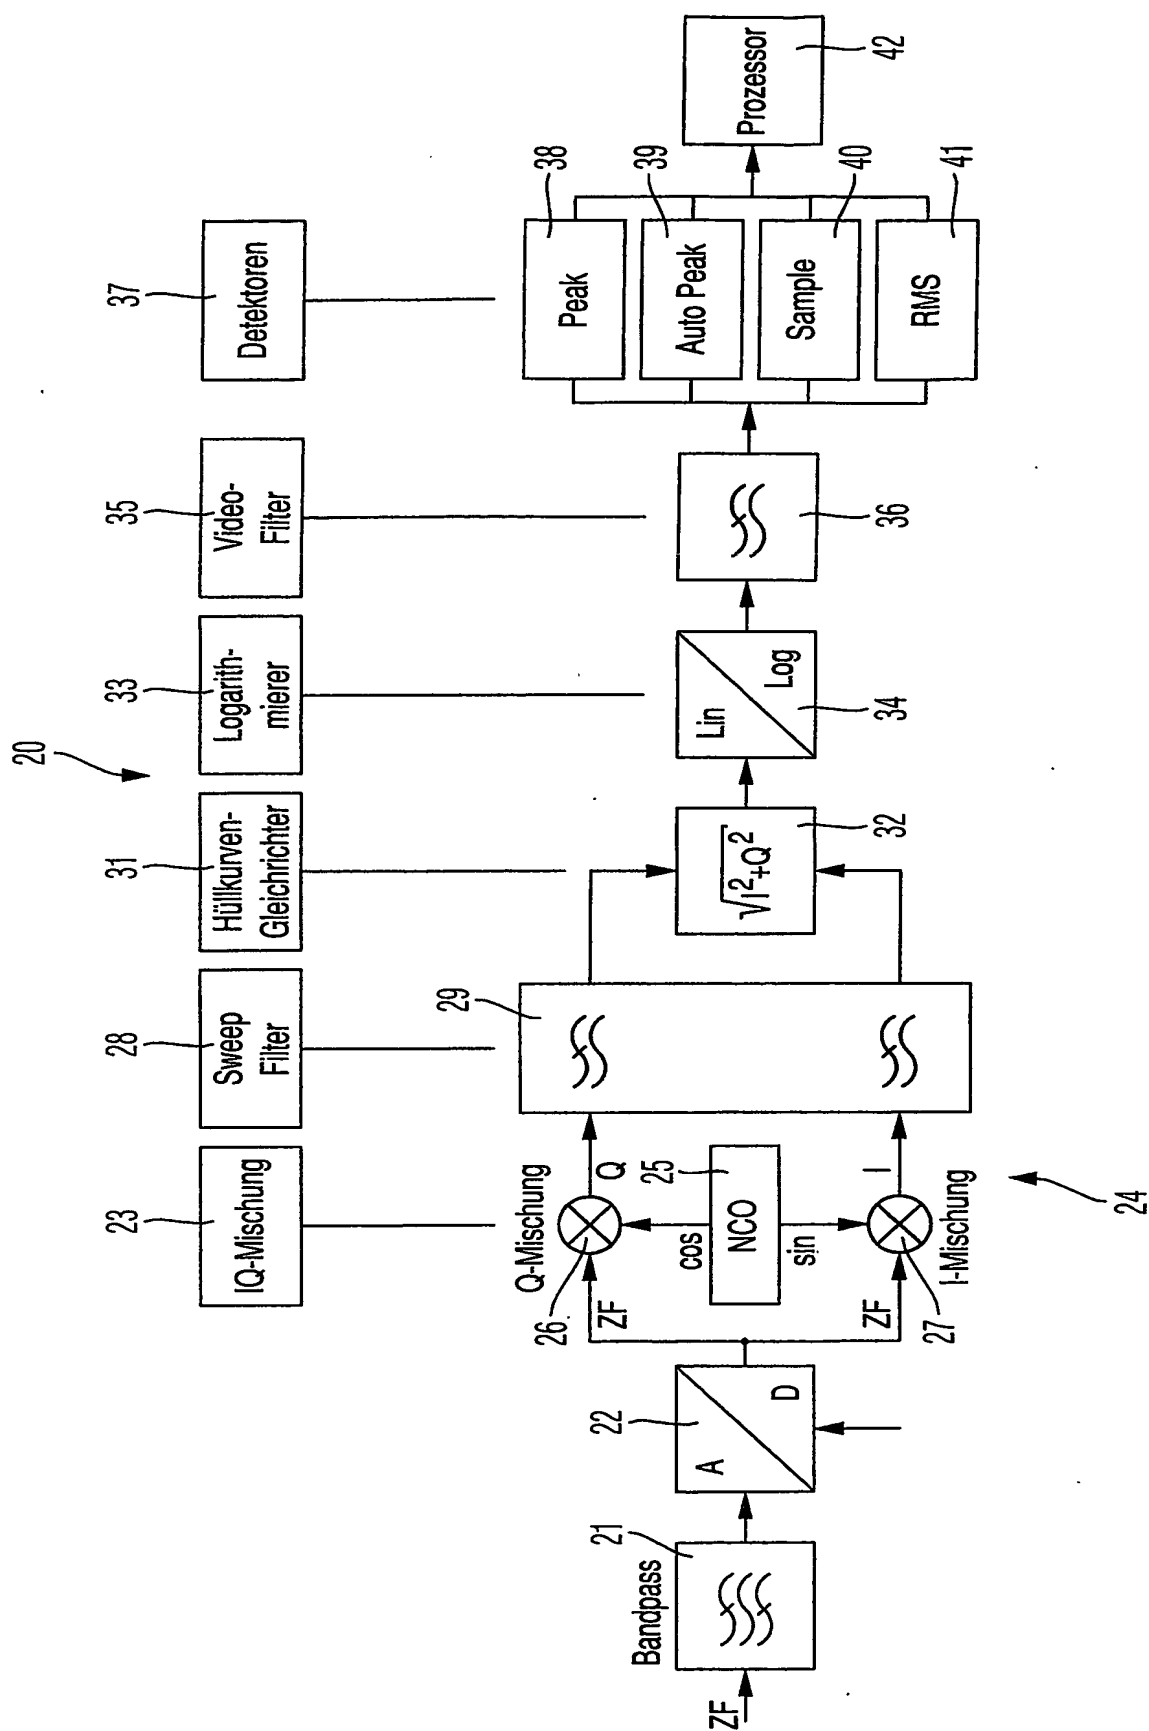 20
23
28
31
33
35
37
IQ-Mischung
Sweep
Filter
Hüllkurven-
Gleichrichter
Logarith-
mierer
Video-
Filter
Detektoren
ZF
Bandpass
21
22
A
D
ZF
26
Q-Mischung
Q
cos
NCO
25
sin
ZF
27
I-Mischung
I
24
29
√I²+Q²
32
Lin
Log
34
36
Peak
38
Auto Peak
39
Sample
40
RMS
41
Prozessor
42